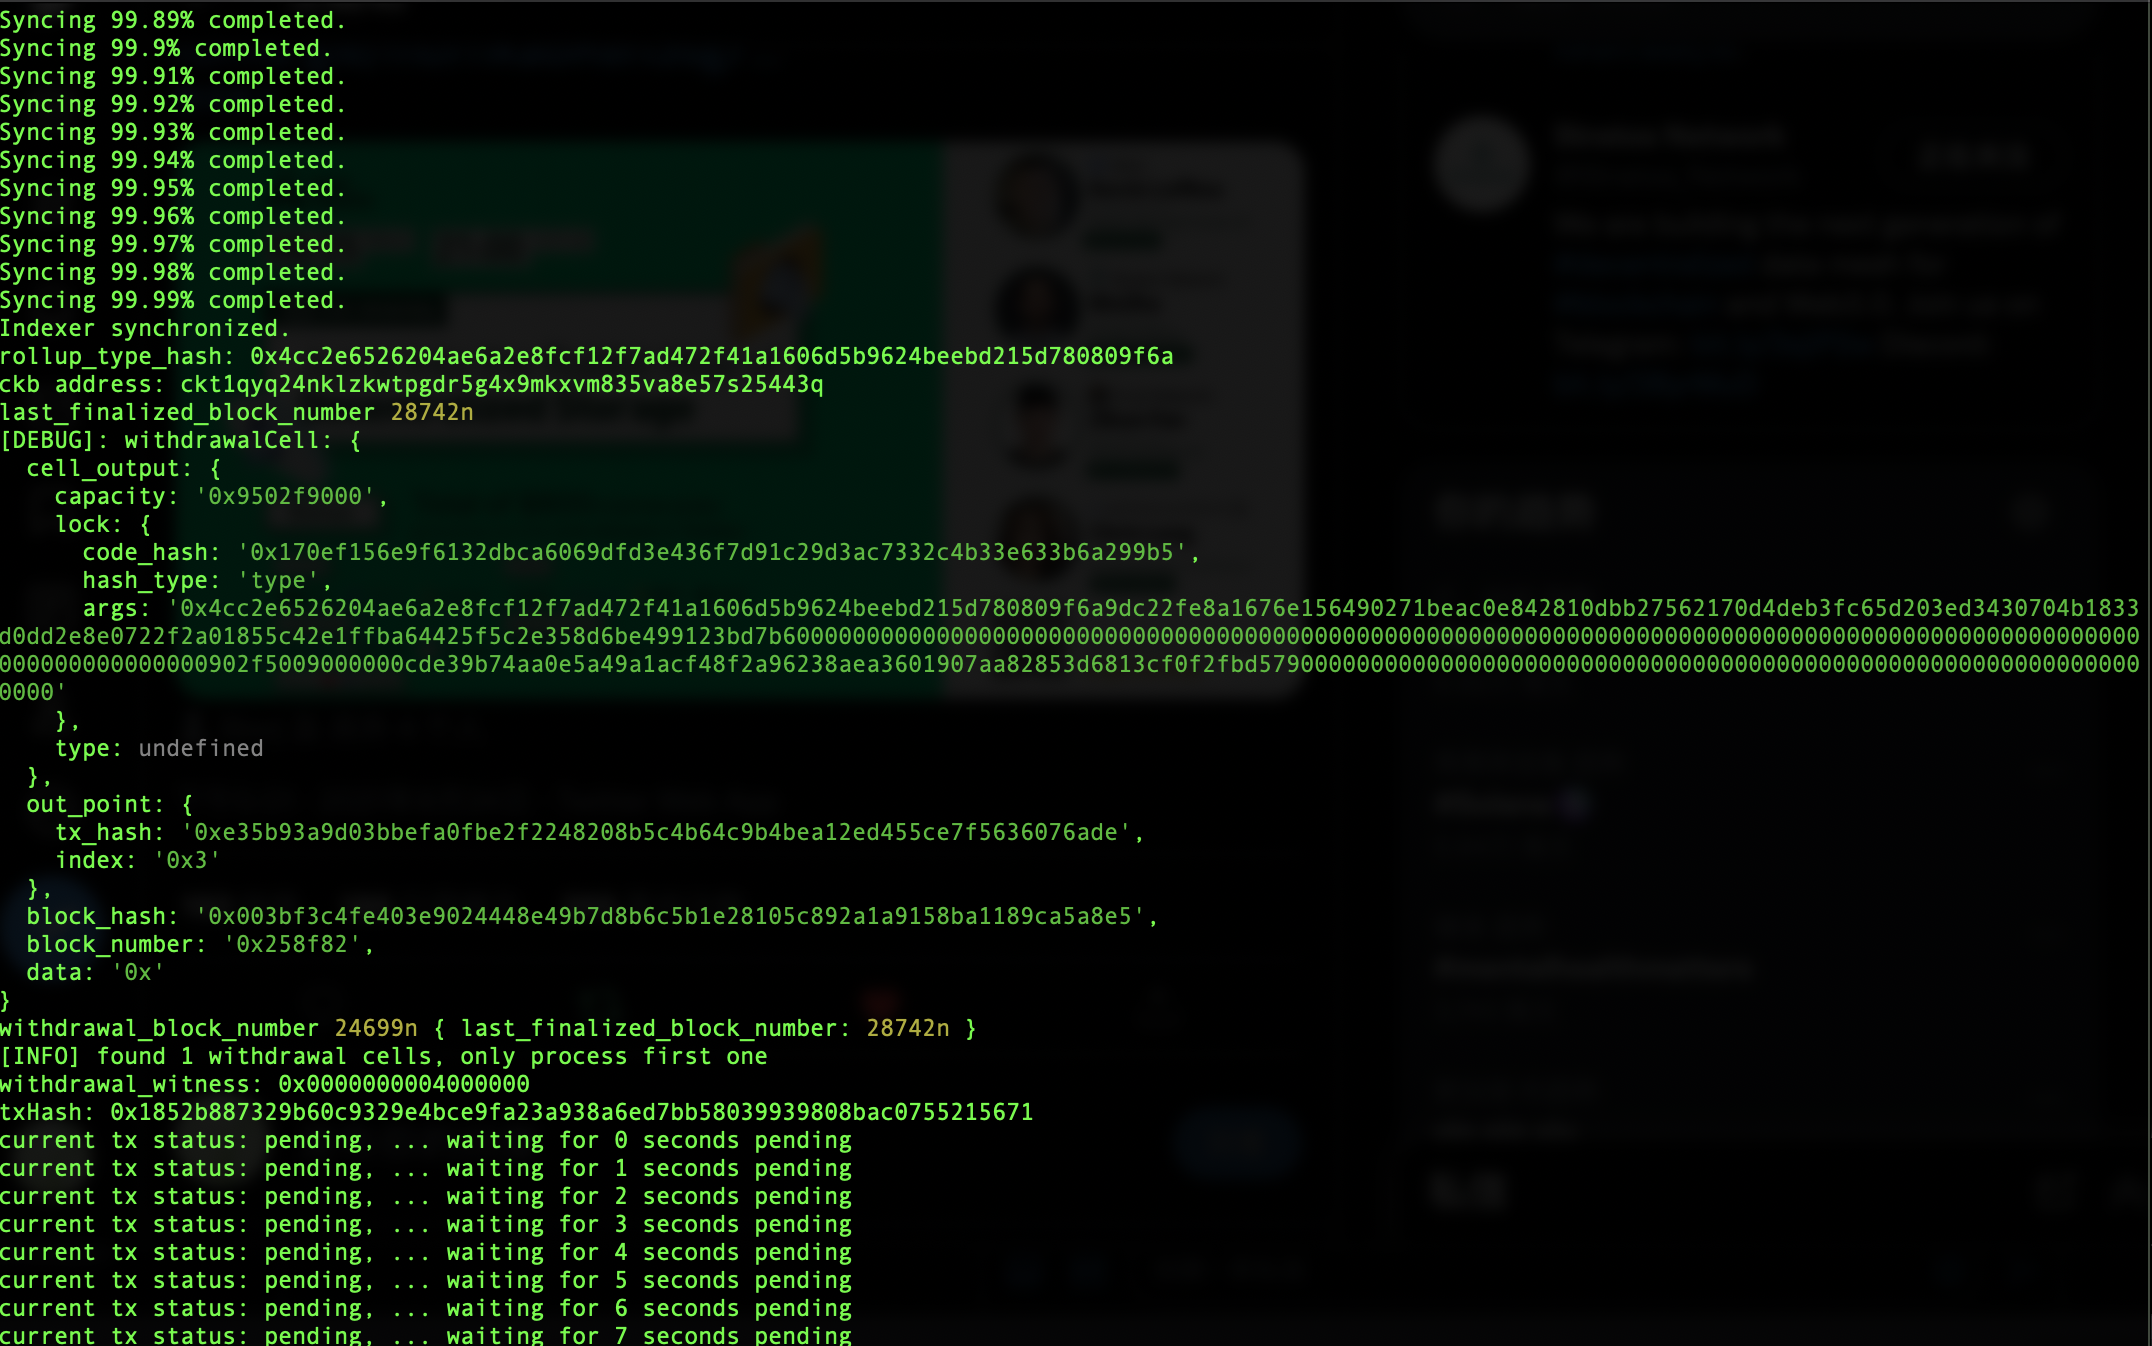 Syncing 99.89% completed.
Syncing 99.9% completed.
Syncing 99.91% completed.
Syncing 99.92% completed.
Syncing 99.93% completed.
Syncing 99.94% completed.
Syncing 99.95% completed.
Syncing 99.96% completed.
Syncing 99.97% completed.
Syncing 99.98% completed.
Syncing 99.99% completed.
Indexer synchronized.
rollup_type_hash: 0x4cc2e6526204ae6a2e8fcf12f7ad472f41a1606d5b9624beebd215d780809f6a
ckb address: ckt1qyq24nklzkwtpgdr5g4x9mkxvm835va8e57s25443q
last_finalized_block_number 28742n
[DEBUG]: withdrawalCell: {
  cell_output: {
    capacity: '0x9502f9000',
    lock: {
      code_hash: '0x170ef156e9f6132dbca6069dfd3e436f7d91c29d3ac7332c4b33e633b6a299b5',
      hash_type: 'type',
      args: '0x4cc2e6526204ae6a2e8fcf12f7ad472f41a1606d5b9624beebd215d780809f6a9dc22fe8a1676e156490271beac0e842810dbb27562170d4deb3fc65d203ed3430704b1833
d0dd2e8e0722f2a01855c42e1ffba64425f5c2e358d6be499123bd7b600000000000000000000000000000000000000000000000000000000000000000000000000000000000000000000000
000000000000000902f5009000000cde39b74aa0e5a49a1acf48f2a96238aea3601907aa82853d6813cf0f2fbd579000000000000000000000000000000000000000000000000000000000000
0000'
    },
    type: undefined
  },
  out_point: {
    tx_hash: '0xe35b93a9d03bbefa0fbe2f2248208b5c4b64c9b4bea12ed455ce7f5636076ade',
    index: '0x3'
  },
  block_hash: '0x003bf3c4fe403e9024448e49b7d8b6c5b1e28105c892a1a9158ba1189ca5a8e5',
  block_number: '0x258f82',
  data: '0x'
}
withdrawal_block_number 24699n { last_finalized_block_number: 28742n }
[INFO] found 1 withdrawal cells, only process first one
withdrawal_witness: 0x0000000004000000
txHash: 0x1852b887329b60c9329e4bce9fa23a938a6ed7bb58039939808bac0755215671
current tx status: pending, ... waiting for 0 seconds pending
current tx status: pending, ... waiting for 1 seconds pending
current tx status: pending, ... waiting for 2 seconds pending
current tx status: pending, ... waiting for 3 seconds pending
current tx status: pending, ... waiting for 4 seconds pending
current tx status: pending, ... waiting for 5 seconds pending
current tx status: pending, ... waiting for 6 seconds pending
current tx status: pending, ... waiting for 7 seconds pending